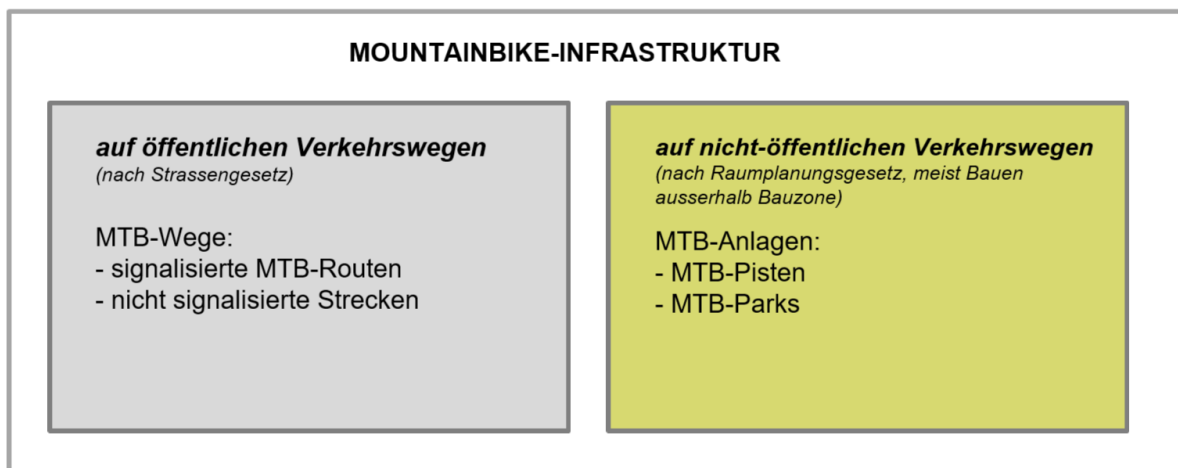 MOUNTAINBIKE-INFRASTRUKTUR
auf öffentlichen Verkehrswegen
(nach Strassengesetz)
MTB-Wege:
- signalisierte MTB-Routen
- nicht signalisierte Strecken
auf nicht-öffentlichen Verkehrswegen
(nach Raumplanungsgesetz, meist Bauen
ausserhalb Bauzone)
MTB-Anlagen:
- MTB-Pisten
- MTB-Parks